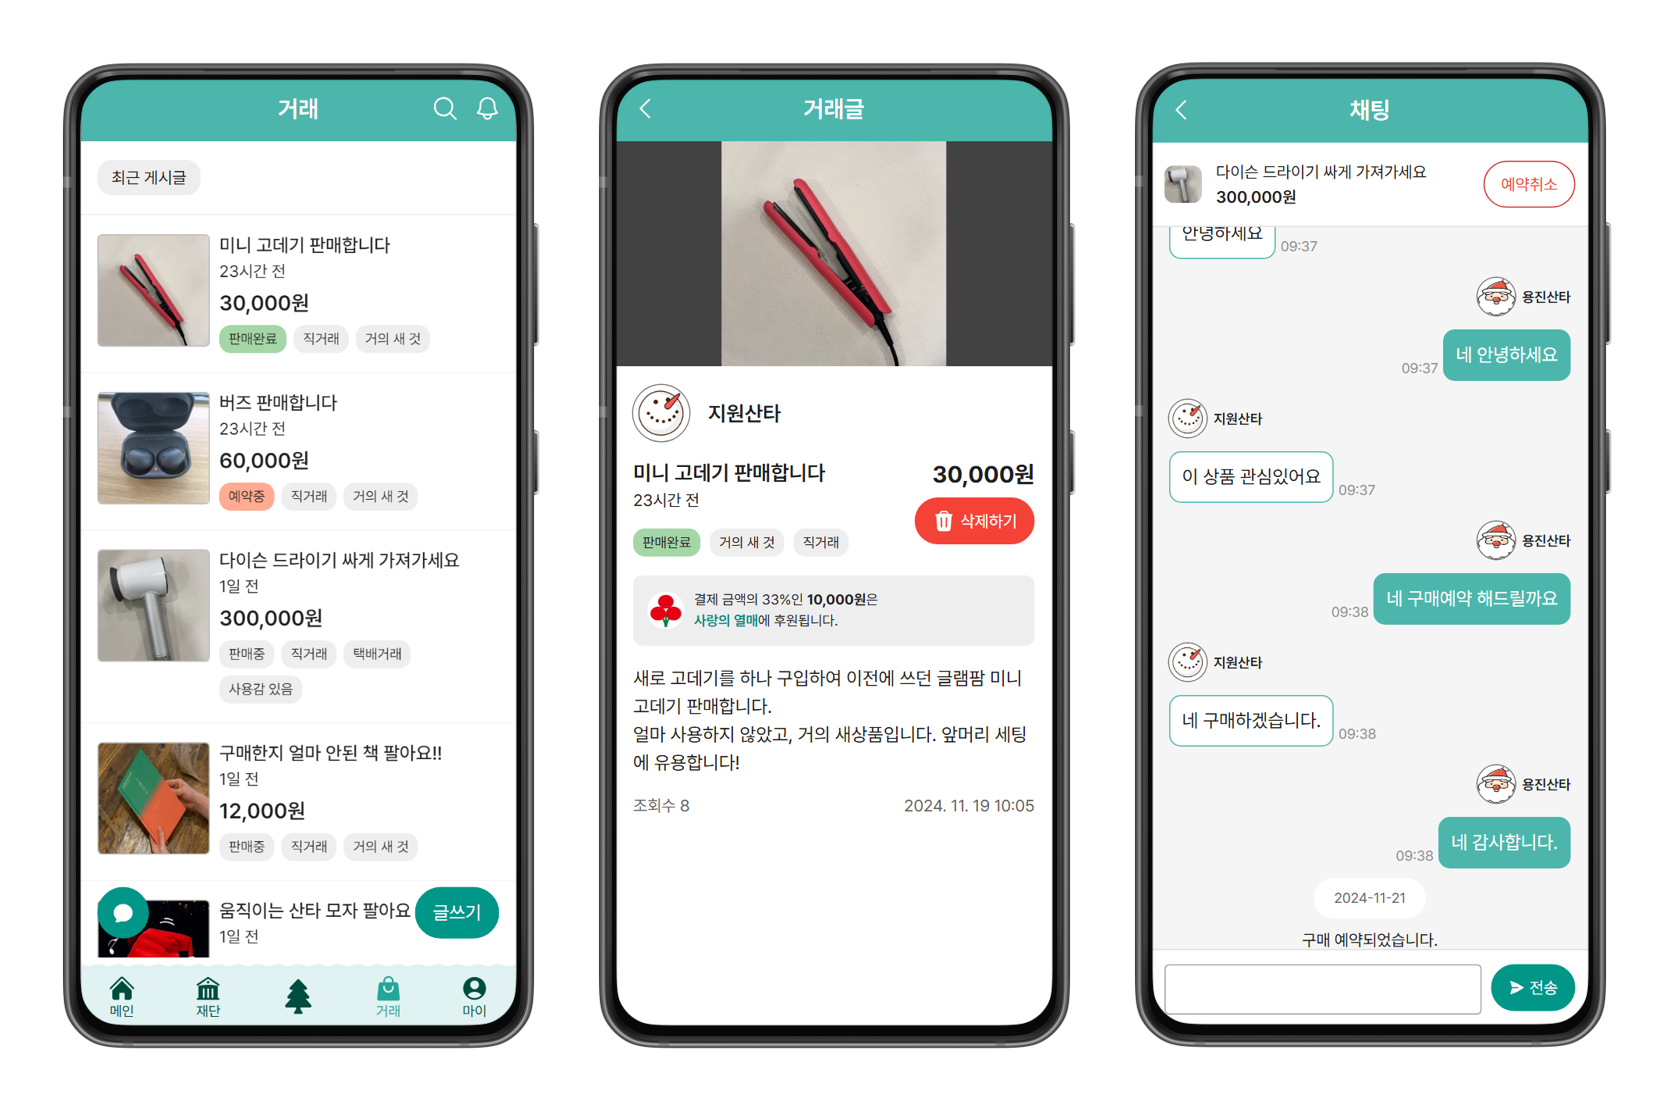 거래
최근 게시글
미니 고데기 판매합니다
23시간 전
30,000원
판매완료 직거래 거의 새 것
버즈 판매합니다
23시간 전
60,000원
예약중 직거래 거의 새 것
다이슨 드라이기 싸게 가져가세요
1일 전
300,000원
판매중 직거래 택배거래
사용감 있음
구매한지 얼마 안된 책 팔아요!!
1일 전
12,000원
판매중 직거래 거의 새 것
움직이는 산타 모자 팔아요
1일 전
글쓰기
메인 재단 거래 마이
거래글
지원산타
미니 고데기 판매합니다
30,000원
23시간 전
삭제하기
판매완료 거의 새 것 직거래
결제 금액의 33%인 10,000원은
사랑의 열매에 후원됩니다.
새로 고데기를 하나 구입하여 이전에 쓰던 글램팜 미니
고데기 판매합니다.
얼마 사용하지 않았고, 거의 새상품입니다. 앞머리 세팅
에 유용합니다!
조회수 8
2024. 11. 19 10:05
채팅
다이슨 드라이기 싸게 가져가세요
300,000원
예약취소
안녕하세요 09:37
용진산타
09:37 네 안녕하세요
지원산타
이 상품 관심있어요 09:37
용진산타
09:38 네 구매예약 해드릴까요
지원산타
네 구매하겠습니다. 09:38
용진산타
09:38 네 감사합니다.
2024-11-21
구매 예약되었습니다.
전송